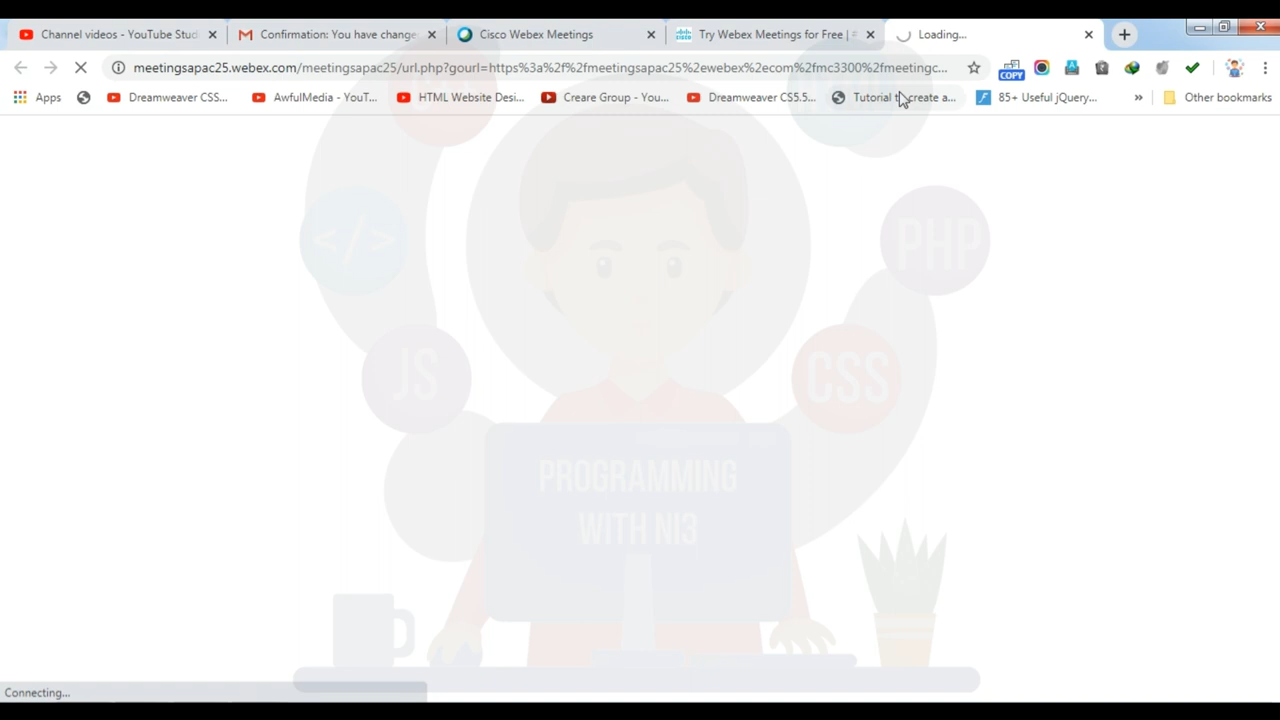 Channel videos - YouTube Stud
Confirmation: You have change
Cisco Webex Meetings
Try Webex Meetings for Free | #
Loading...
meetingsapac25.webex.com/meetingsapac25/url.php?gourl=https%3a%2f%2fmeetingsapac25%2ewebex%2ecom%2fmc3300%2fmeetingc...
COPY
Apps
Dreamweaver CSS...
AwfulMedia - YouT...
HTML Website Desi...
Creare Group - You...
Dreamweaver CS5.5...
Tutorial to create a...
85+ Useful jQuery...
»
Other bookmarks
</>
PHP
JS
CSS
PROGRAMMING
WITH NI3
Connecting...